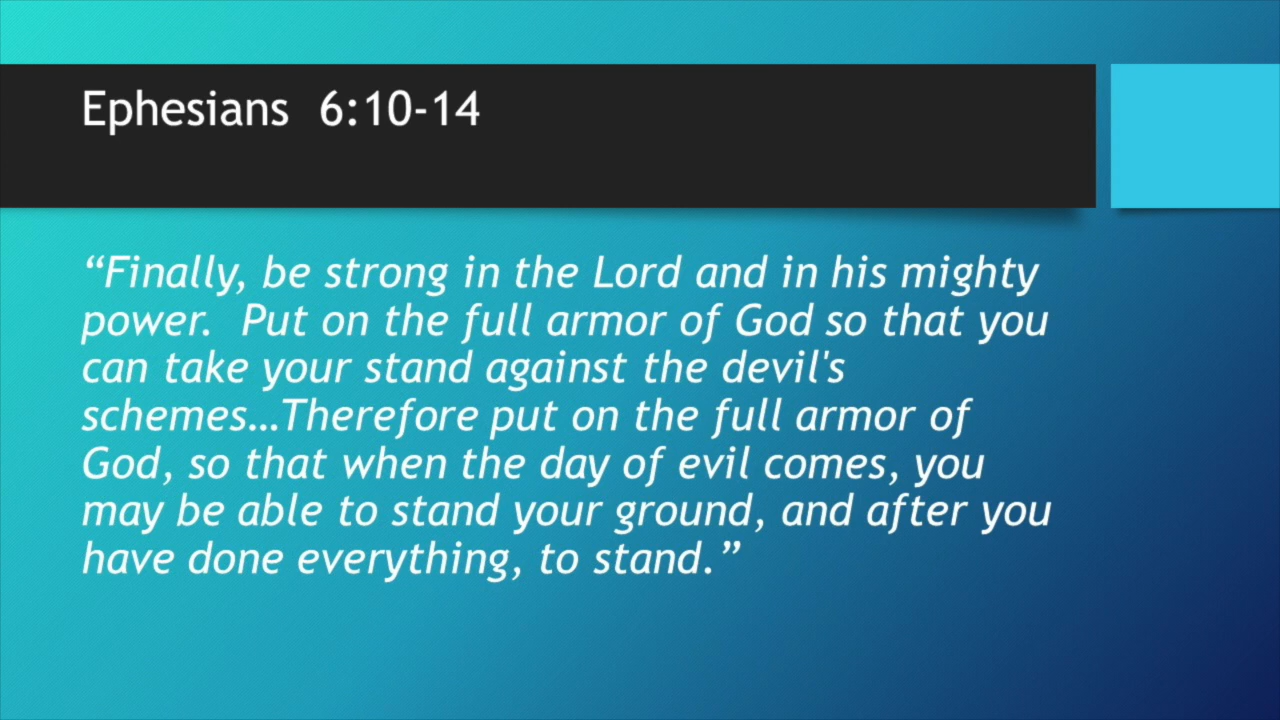 Ephesians  6:10-14
“Finally, be strong in the Lord and in his mighty
power.  Put on the full armor of God so that you
can take your stand against the devil's
schemes…Therefore put on the full armor of
God, so that when the day of evil comes, you
may be able to stand your ground, and after you
have done everything, to stand.”